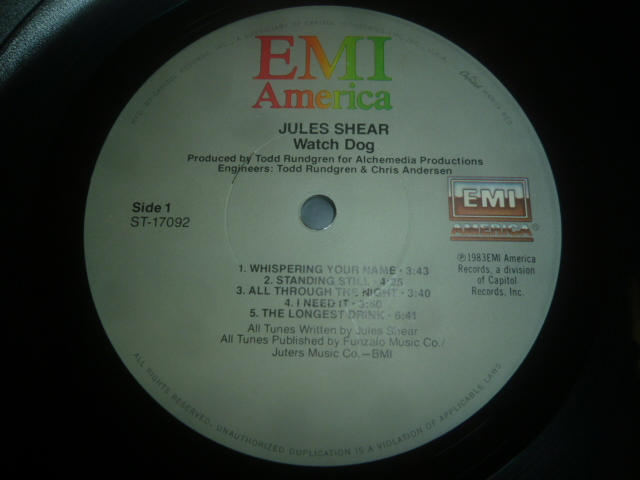 EMI
America
JULES SHEAR
Watch Dog
Produced by Todd Rundgren for Alchemedia Productions
Engineers: Todd Rundgren & Chris Andersen
Side 1
ST-17092
EMI
AMERICA
℗1983 EMI America
Records, a division
of Capitol
Records, Inc.
1. WHISPERING YOUR NAME · 3:43
2. STANDING STILL · 4:25
3. ALL THROUGH THE NIGHT · 3:40
4. I NEED IT ·
5. THE LONGEST DRINK · 6:41
All Tunes Written by Jules Shear
All Tunes Published by Funzalo Music Co./
Juters Music Co.—BMI
ALL RIGHTS RESERVED. UNAUTHORIZED DUPLICATION IS A VIOLATION OF APPLICABLE LAWS